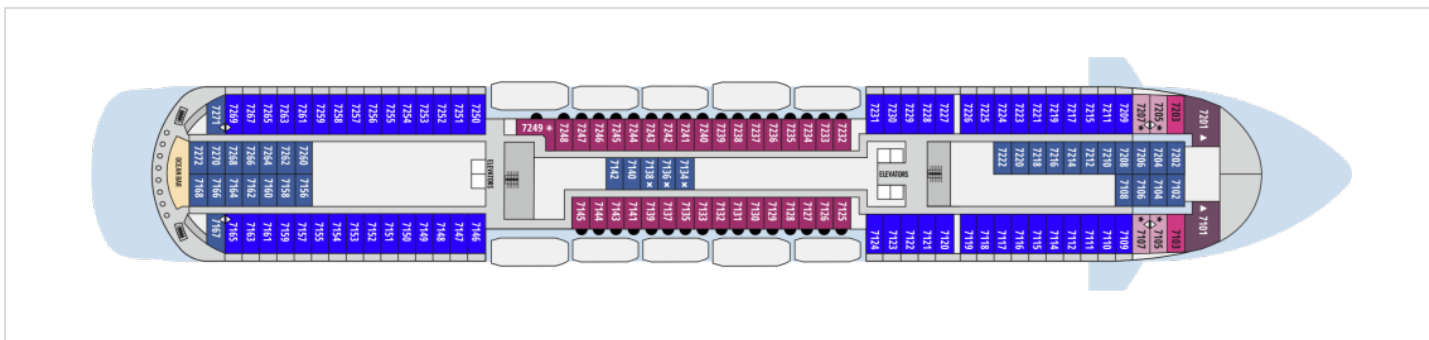 7271 7269 7267 7265 7263 7261 7259 7258 7257 7256 7255 7254 7253 7252 7251 7250
7249 * 7248 7247 7246 7245 7244 7243 7242 7241 7240 7239 7238 7237 7236 7235 7234 7233 7232
7231 7230 7229 7228 7227 7226 7225 7224 7223 7221 7219 7217 7215 7211 7209 7207* 7205* 7203 7201
7272 7270 7268 7266 7264 7262 7260
7222 7220 7218 7216 7214 7212 7210 7208 7206 7204 7202
OCEAN BAR
ELEVATORS
7142 7140 7138 x 7136 x 7134 x
ELEVATORS
7168 7166 7164 7162 7160 7158 7156
7108 7106 7104 7102
7145 7144 7143 7141 7139 7137 7135 7133 7132 7131 7130 7129 7128 7127 7126 7125
7167 7165 7163 7161 7159 7157 7155 7154 7153 7152 7151 7150 7149 7148 7147 7146
7124 7123 7122 7121 7120 7119 7118 7117 7116 7115 7114 7112 7111 7110 7109 7107* 7105* 7103 7101